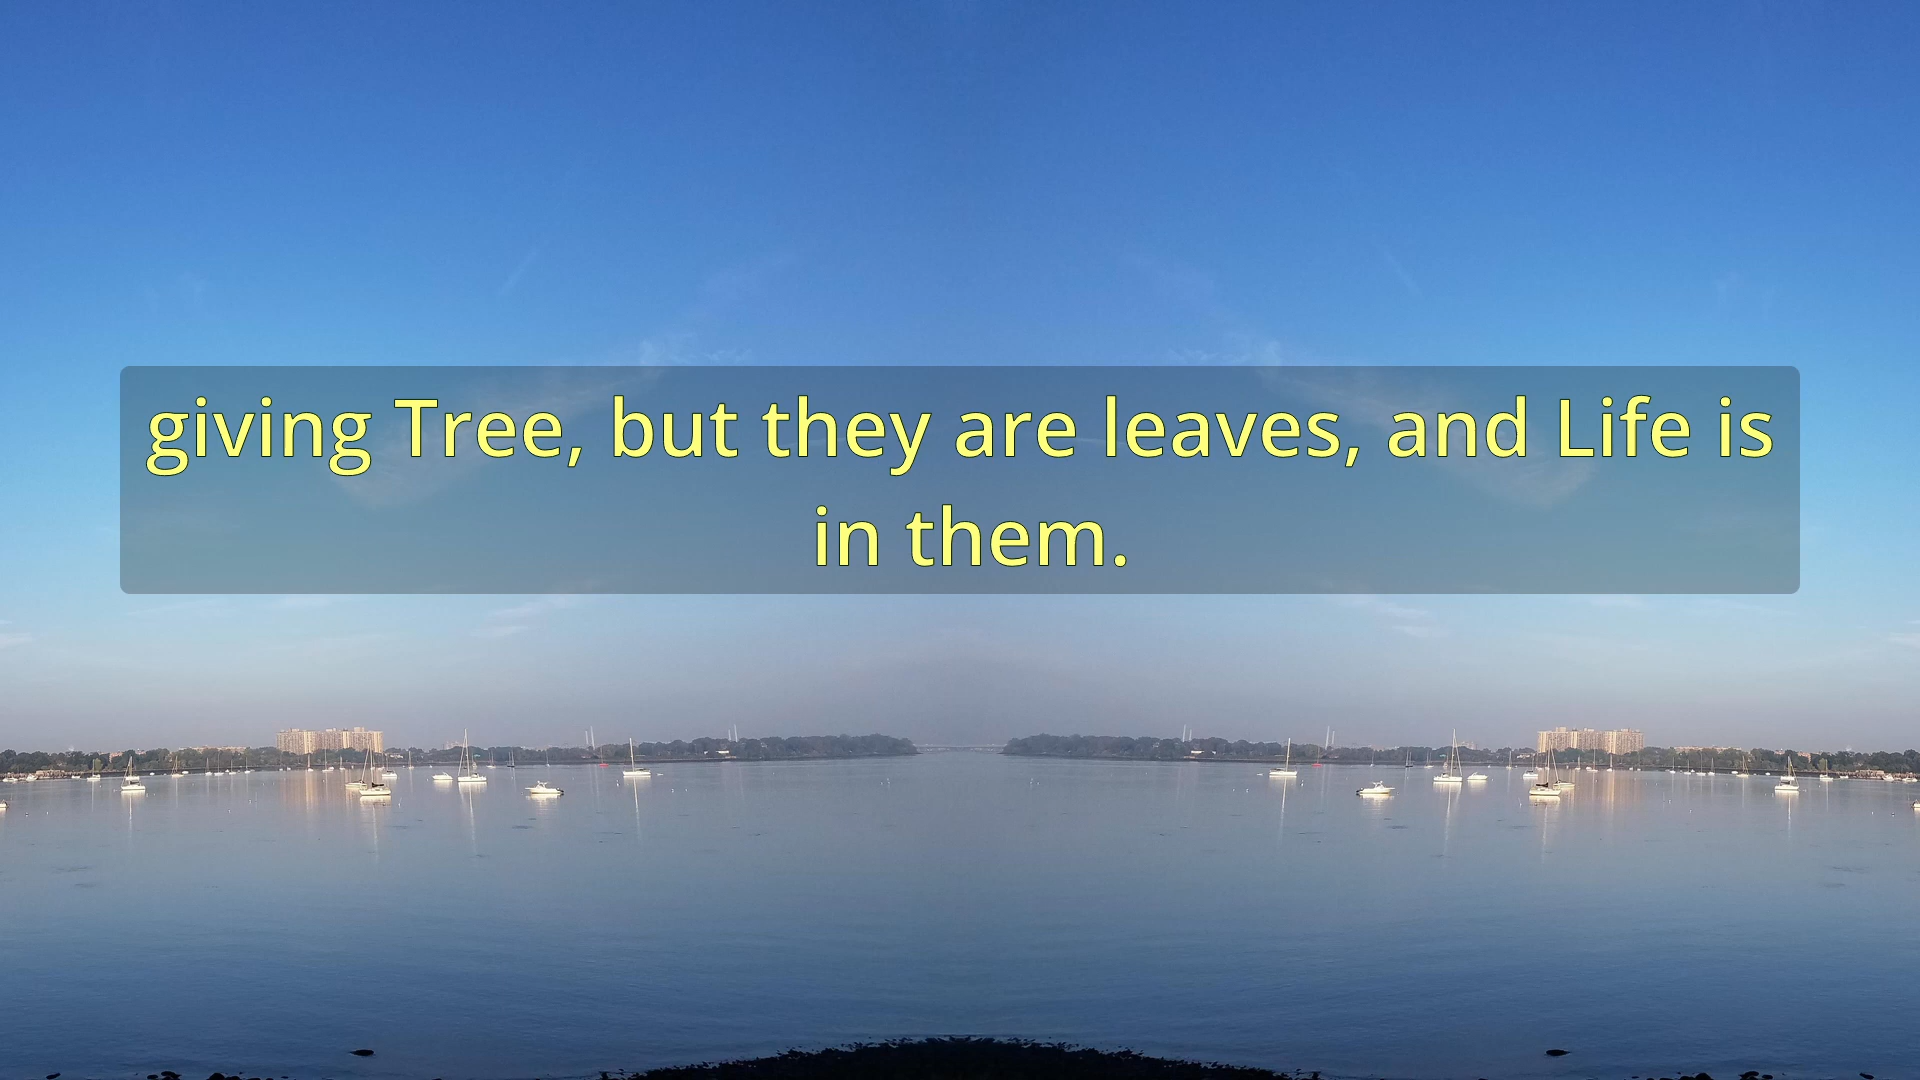 giving Tree, but they are leaves, and Life is
in them.